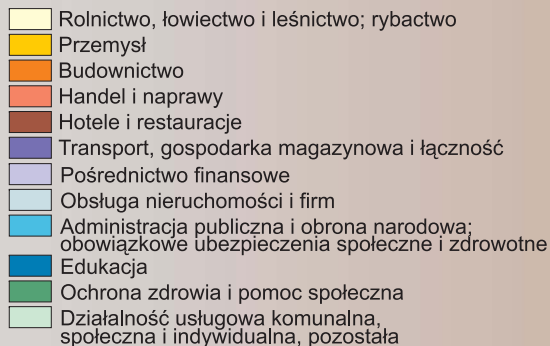 Rolnictwo, łowiectwo i leśnictwo; rybactwo
Przemysł
Budownictwo
Handel i naprawy
Hotele i restauracje
Transport, gospodarka magazynowa i łączność
Pośrednictwo finansowe
Obsługa nieruchomości i firm
Administracja publiczna i obrona narodowa;
obowiązkowe ubezpieczenia społeczne i zdrowotne
Edukacja
Ochrona zdrowia i pomoc społeczna
Działalność usługowa komunalna,
społeczna i indywidualna, pozostała